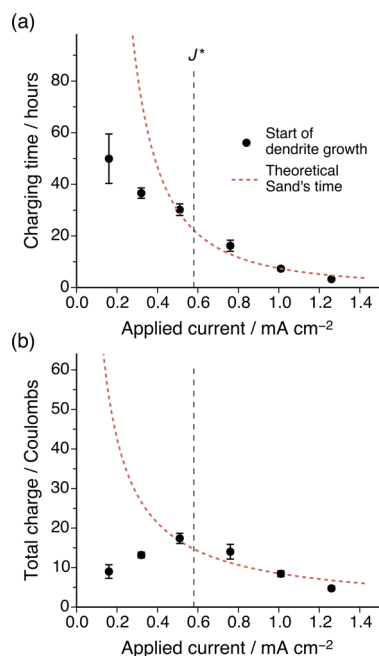 (a)
J*
80
60
40
20
0
Charging time / hours
Start of
dendrite growth
Theoretical
Sand's time
0.0 0.2 0.4 0.6 0.8 1.0 1.2 1.4
Applied current / mA cm⁻²
(b)
60
50
40
30
20
10
0
Total charge / Coulombs
0.0 0.2 0.4 0.6 0.8 1.0 1.2 1.4
Applied current / mA cm⁻²